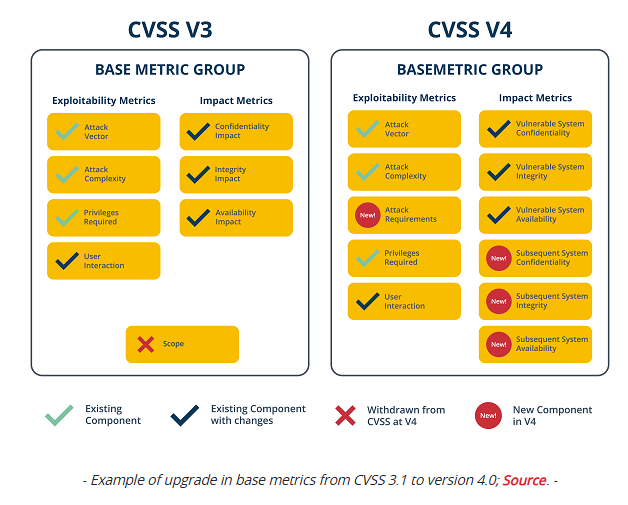 CVSS V3
BASE METRIC GROUP
Exploitability Metrics
Impact Metrics
Attack
Vector
Attack
Complexity
Privileges
Required
User
Interaction
Confidentiality
Impact
Integrity
Impact
Availability
Impact
Scope
CVSS V4
BASEMETRIC GROUP
Exploitability Metrics
Impact Metrics
Attack
Vector
Attack
Complexity
New!
Attack
Requirements
Privileges
Required
User
Interaction
Vulnerable System
Confidentiality
Vulnerable System
Integrity
Vulnerable System
Availability
New!
Subsequent System
Confidentiality
New!
Subsequent System
Integrity
New!
Subsequent System
Availability
Existing
Component
Existing Component
with changes
Withdrawn from
CVSS at V4
New!
New Component
in V4
- Example of upgrade in base metrics from CVSS 3.1 to version 4.0; Source. -